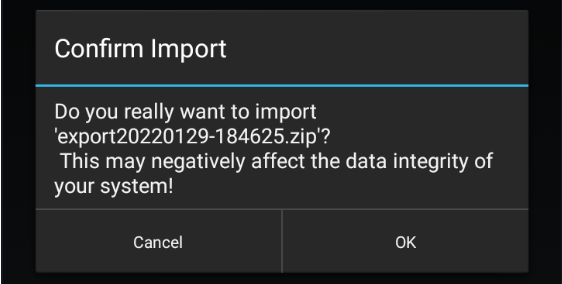 Confirm Import
Do you really want to import
'export20220129-184625.zip'?
This may negatively affect the data integrity of
your system!
Cancel
OK